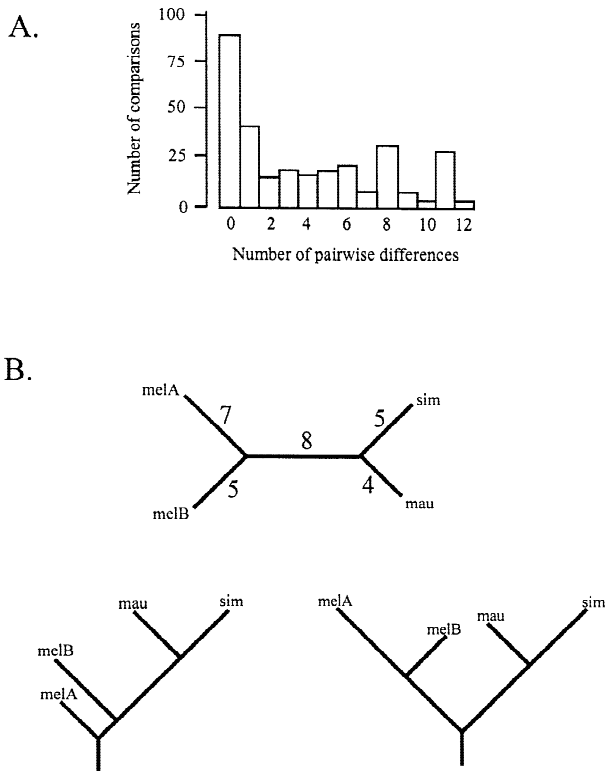 A.
Number of comparisons
100
75
50
25
0
0 2 4 6 8 10 12
Number of pairwise differences
B.
melA
7
8
5
sim
melB
5
4
mau
mau
sim
melB
melA
melA
melB
mau
sim